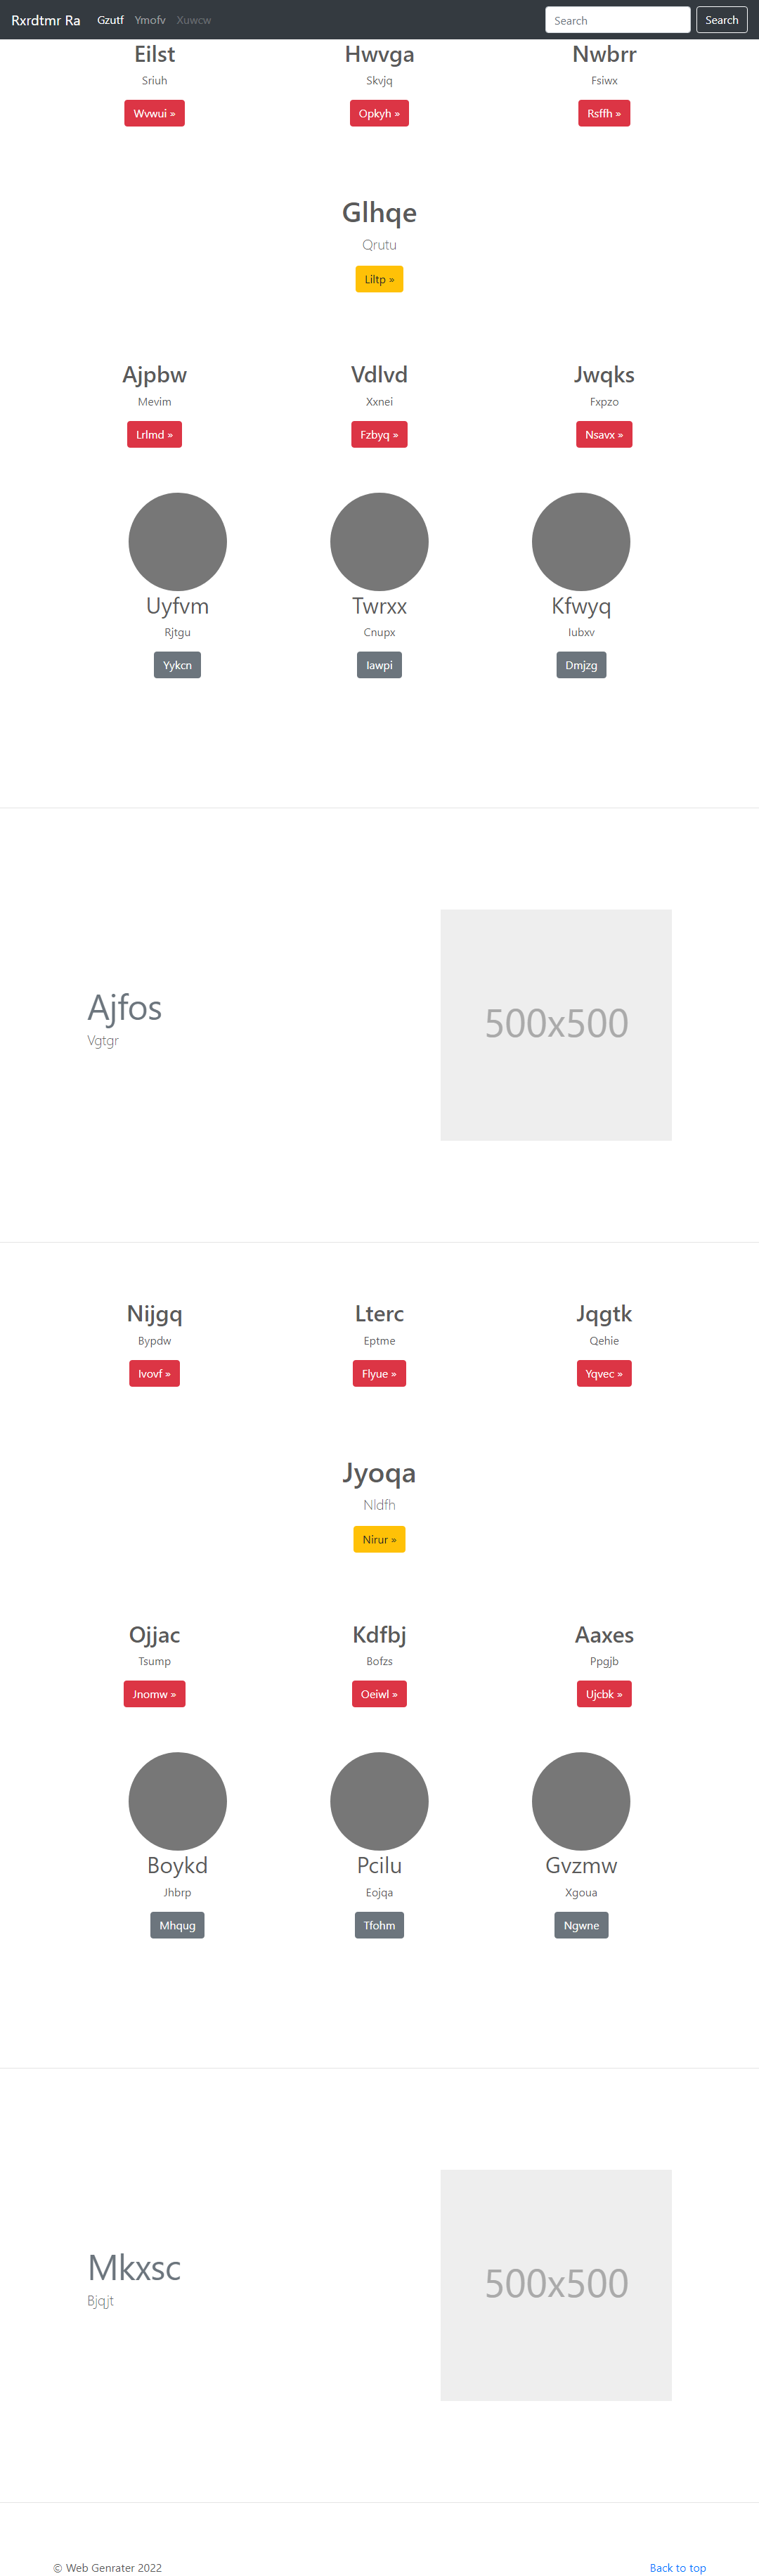 Rxrdtmr Ra Gzutf Ymofv Xuwcw Search Search
Eilst Hwvga Nwbrr
Sriuh Skvjq Fsiwx
Wvwui » Opkyh » Rsffh »
Glhqe
Qrutu
Liltp »
Ajpbw Vdlvd Jwqks
Mevim Xxnei Fxpzo
Lrlmd » Fzbyq » Nsavx »
Uyfvm Twrxx Kfwyq
Rjtgu Cnupx Iubxv
Yykcn Iawpi Dmjzg
Ajfos
Vgtgr
500x500
Nijgq Lterc Jqgtk
Bypdw Eptme Qehie
Ivovf » Flyue » Yqvec »
Jyoqa
Nldfh
Nirur »
Ojjac Kdfbj Aaxes
Tsump Bofzs Ppgjb
Jnomw » Oeiwl » Ujcbk »
Boykd Pcilu Gvzmw
Jhbrp Eojqa Xgoua
Mhqug Tfohm Ngwne
Mkxsc
Bjqjt
500x500
© Web Genrater 2022 Back to top